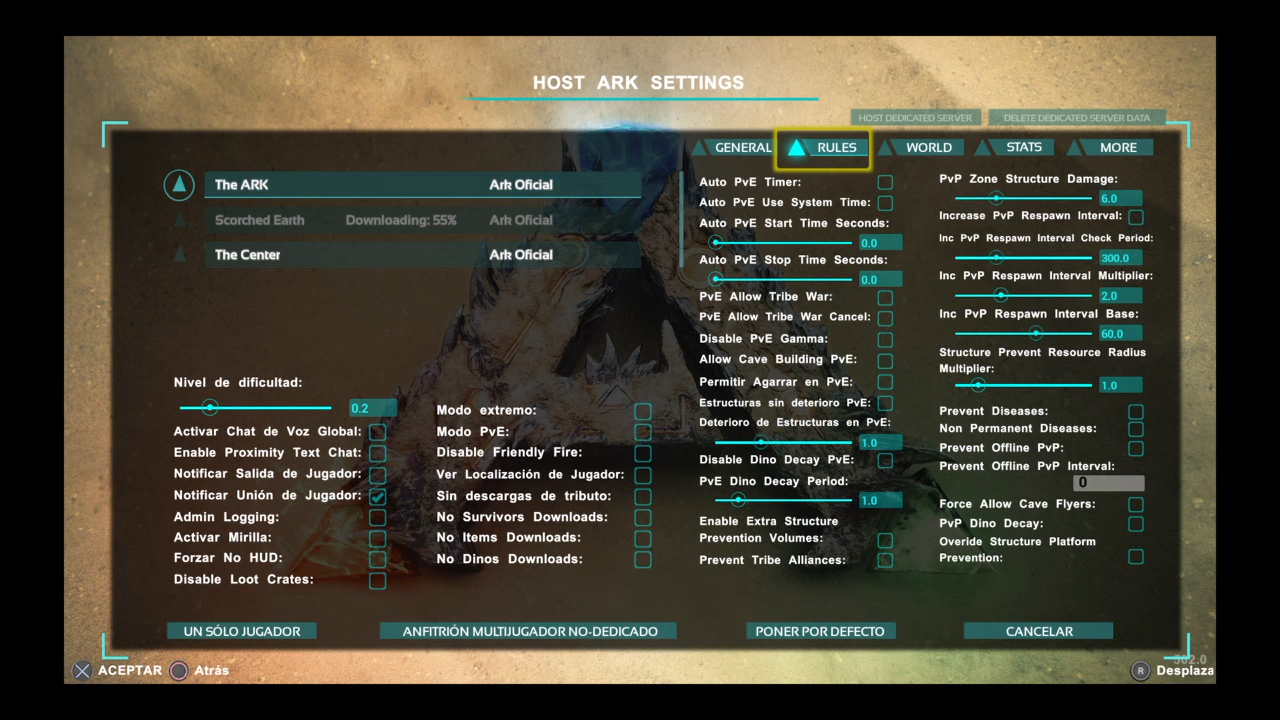 HOST ARK SETTINGS
HOST DEDICATED SERVER
DELETE DEDICATED SERVER DATA
GENERAL
RULES
WORLD
STATS
MORE
The ARK Ark Oficial
Scorched Earth Downloading: 55% Ark Oficial
The Center Ark Oficial
Nivel de dificultad:
0.2
Activar Chat de Voz Global:
Enable Proximity Text Chat:
Notificar Salida de Jugador:
Notificar Unión de Jugador:
Admin Logging:
Activar Mirilla:
Forzar No HUD:
Disable Loot Crates:
Modo extremo:
Modo PvE:
Disable Friendly Fire:
Ver Localización de Jugador:
Sin descargas de tributo:
No Survivors Downloads:
No Items Downloads:
No Dinos Downloads:
Auto PvE Timer:
Auto PvE Use System Time:
Auto PvE Start Time Seconds:
0.0
Auto PvE Stop Time Seconds:
0.0
PvE Allow Tribe War:
PvE Allow Tribe War Cancel:
Disable PvE Gamma:
Allow Cave Building PvE:
Permitir Agarrar en PvE:
Estructuras sin deterioro PvE:
Deterioro de Estructuras en PvE:
1.0
Disable Dino Decay PvE:
PvE Dino Decay Period:
1.0
Enable Extra Structure
Prevention Volumes:
Prevent Tribe Alliances:
PvP Zone Structure Damage:
6.0
Increase PvP Respawn Interval:
Inc PvP Respawn Interval Check Period:
300.0
Inc PvP Respawn Interval Multiplier:
2.0
Inc PvP Respawn Interval Base:
60.0
Structure Prevent Resource Radius
Multiplier:
1.0
Prevent Diseases:
Non Permanent Diseases:
Prevent Offline PvP:
Prevent Offline PvP Interval:
0
Force Allow Cave Flyers:
PvP Dino Decay:
Overide Structure Platform
Prevention:
UN SÓLO JUGADOR
ANFITRIÓN MULTIJUGADOR NO-DEDICADO
PONER POR DEFECTO
CANCELAR
ACEPTAR
Atrás
R
Desplaza